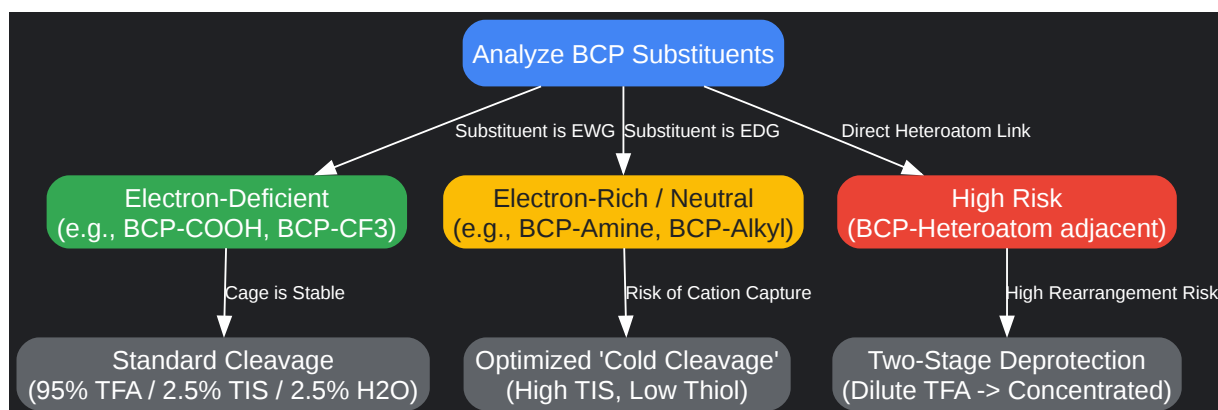 Analyze BCP Substituents
Substituent is EWG
Substituent is EDG
Direct Heteroatom Link
Electron-Deficient
(e.g., BCP-COOH, BCP-CF3)
Electron-Rich / Neutral
(e.g., BCP-Amine, BCP-Alkyl)
High Risk
(BCP-Heteroatom adjacent)
Cage is Stable
Risk of Cation Capture
High Rearrangement Risk
Standard Cleavage
(95% TFA / 2.5% TIS / 2.5% H2O)
Optimized 'Cold Cleavage'
(High TIS, Low Thiol)
Two-Stage Deprotection
(Dilute TFA -> Concentrated)